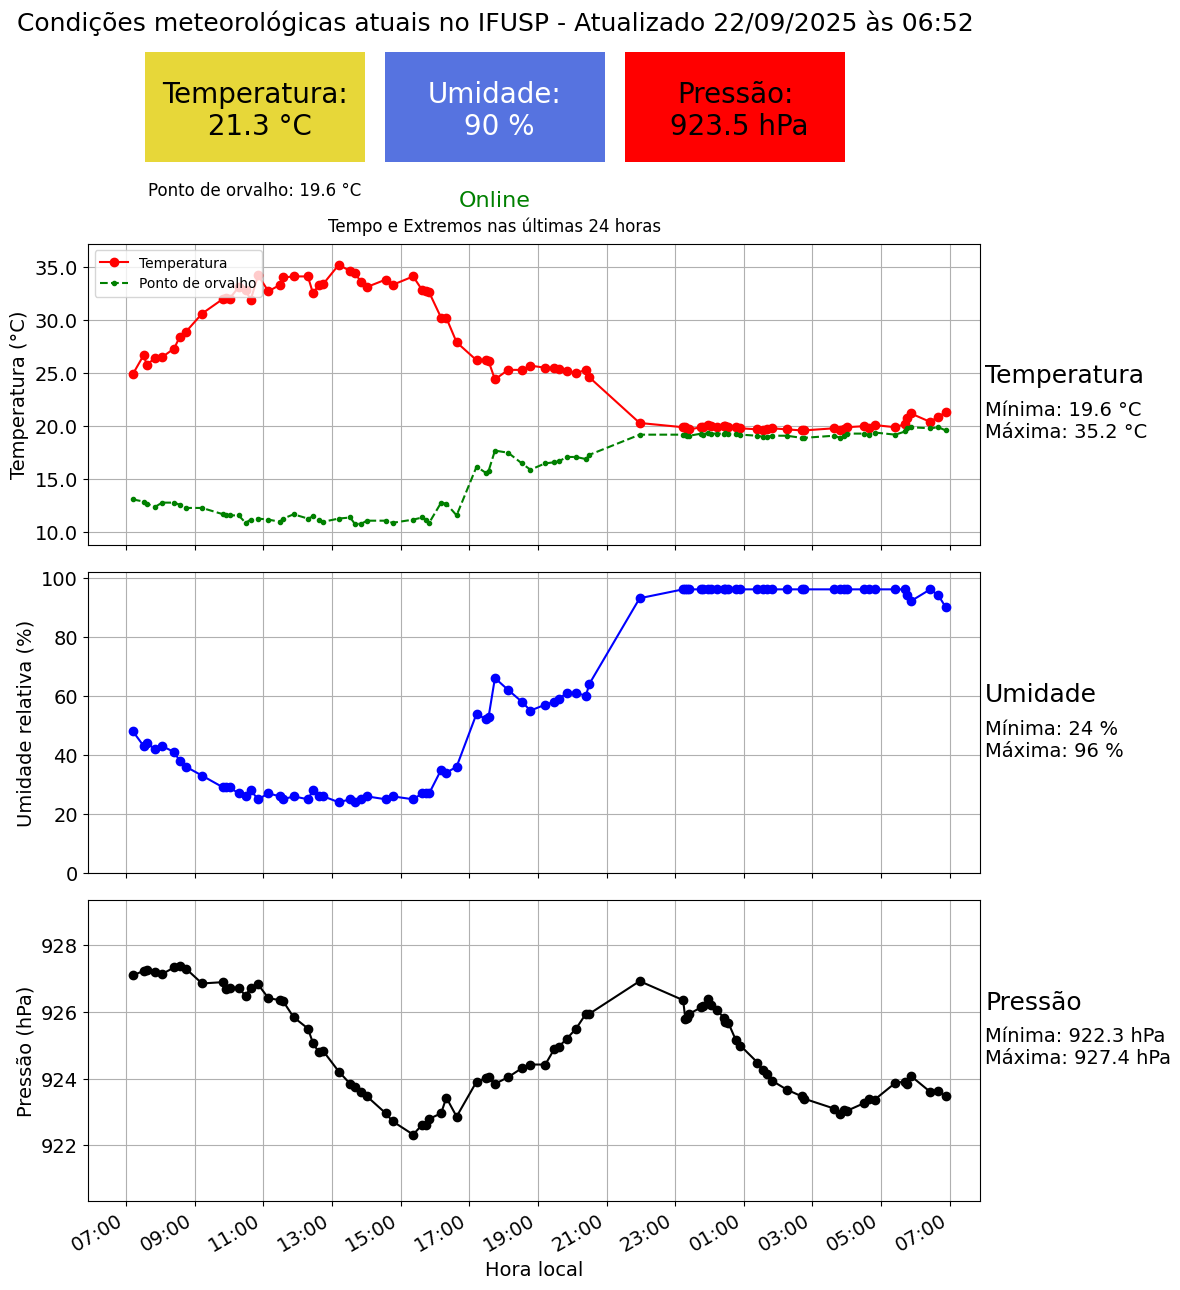 Condições meteorológicas atuais no IFUSP - Atualizado 22/09/2025 às 06:52
Temperatura:
21.3 °C
Umidade:
90 %
Pressão:
923.5 hPa
Ponto de orvalho: 19.6 °C
Online
Tempo e Extremos nas últimas 24 horas
Temperatura
Ponto de orvalho
Temperatura (°C)
35.0
30.0
25.0
20.0
15.0
10.0
Temperatura
Mínima: 19.6 °C
Máxima: 35.2 °C
Umidade relativa (%)
100
80
60
40
20
0
Umidade
Mínima: 24 %
Máxima: 96 %
Pressão (hPa)
928
926
924
922
Pressão
Mínima: 922.3 hPa
Máxima: 927.4 hPa
07:00 09:00 11:00 13:00 15:00 17:00 19:00 21:00 23:00 01:00 03:00 05:00 07:00
Hora local